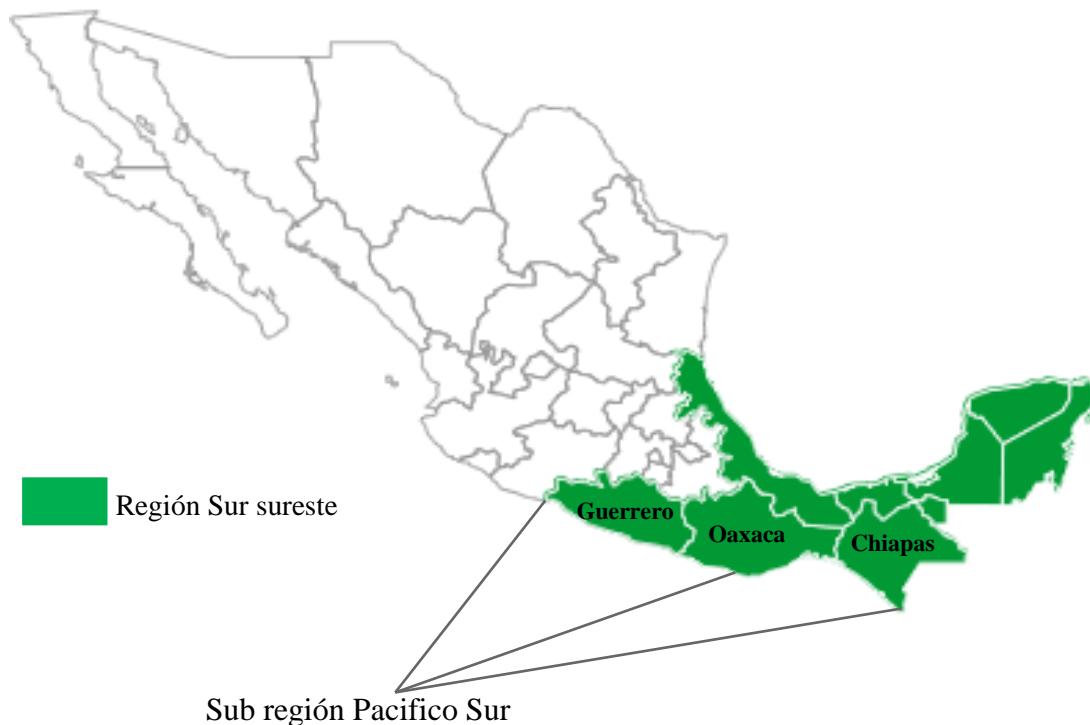 Región Sur sureste
Guerrero
Oaxaca
Chiapas
Sub región Pacifico Sur